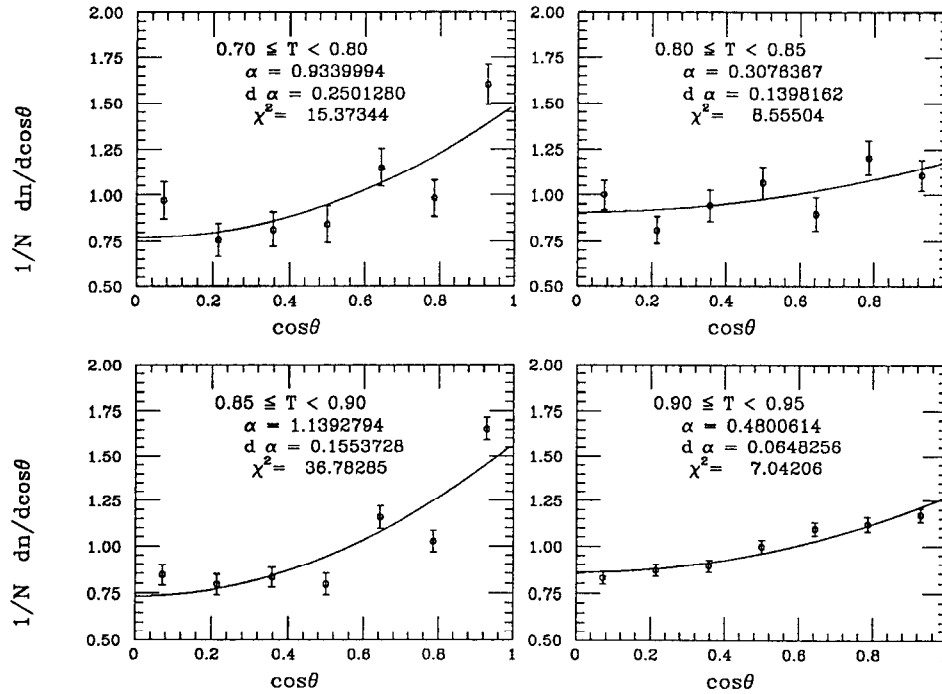 1/N dn/dcosθ
2.00
1.75
1.50
1.25
1.00
0.75
0.50
0.70 ≦ T < 0.80
α = 0.9339994
d α = 0.2501280
χ²= 15.37344
0 0.2 0.4 0.6 0.8 1
cosθ
2.00
1.75
1.50
1.25
1.00
0.75
0.50
0.80 ≦ T < 0.85
α = 0.3076367
d α = 0.1398162
χ²= 8.55504
0 0.2 0.4 0.6 0.8
cosθ
1/N dn/dcosθ
2.00
1.75
1.50
1.25
1.00
0.75
0.50
0.85 ≦ T < 0.90
α = 1.1392794
d α = 0.1553728
χ²= 36.78285
0 0.2 0.4 0.6 0.8 1
cosθ
2.00
1.75
1.50
1.25
1.00
0.75
0.50
0.90 ≦ T < 0.95
α = 0.4800614
d α = 0.0648256
χ²= 7.04206
0 0.2 0.4 0.6 0.8
cosθ